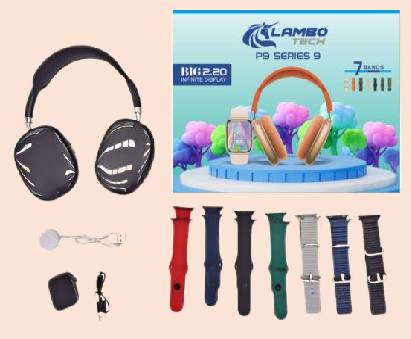 LAMBO
TECH
P9 SERIES 9
BIG 2.20
INFINITE DISPLAY
7 BANDS